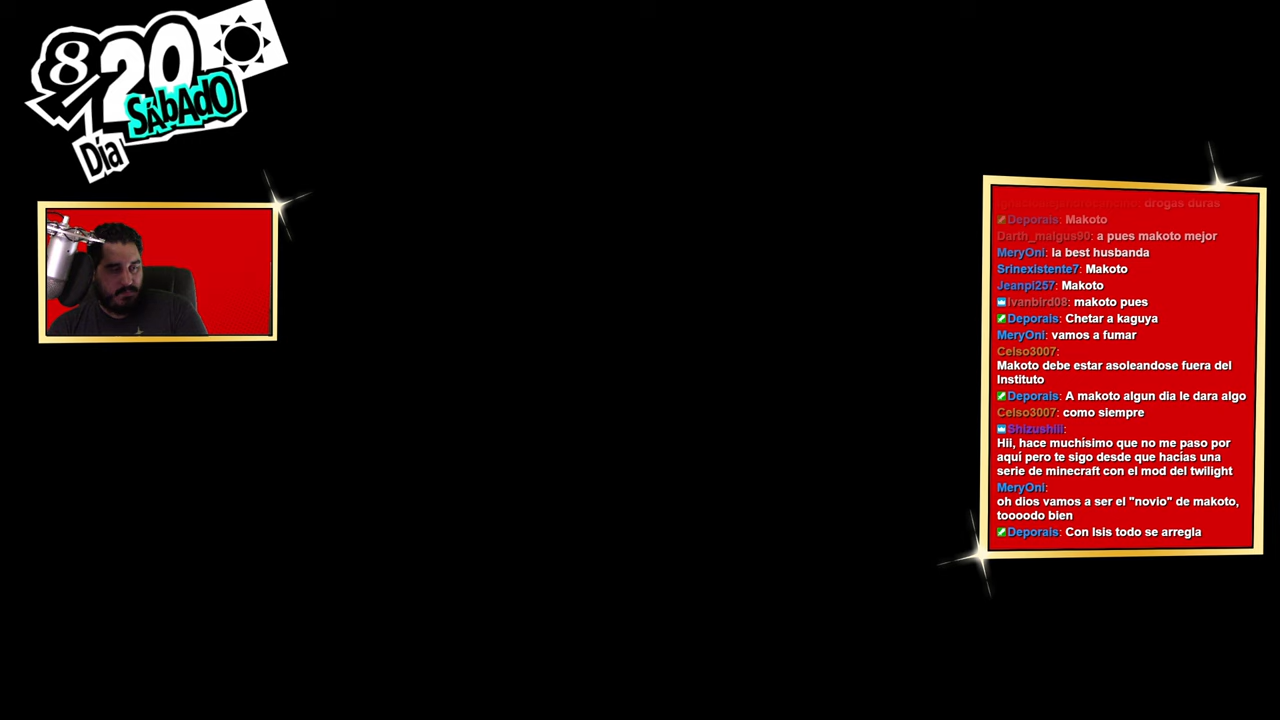 8/20
SábAdO
Día
drogas duras
Deporais: Makoto
Darth_malgus90: a pues makoto mejor
MeryOni: la best husbanda
Srinexistente7: Makoto
Jeanpl257: Makoto
Ivanbird08: makoto pues
Deporais: Chetar a kaguya
MeryOni: vamos a fumar
Celso3007:
Makoto debe estar asoleandose fuera del
Instituto
Deporais: A makoto algun dia le dara algo
Celso3007: como siempre
Shizushiii:
Hii, hace muchísimo que no me paso por
aquí pero te sigo desde que hacías una
serie de minecraft con el mod del twilight
MeryOni:
oh dios vamos a ser el "novio" de makoto,
toooodo bien
Deporais: Con Isis todo se arregla